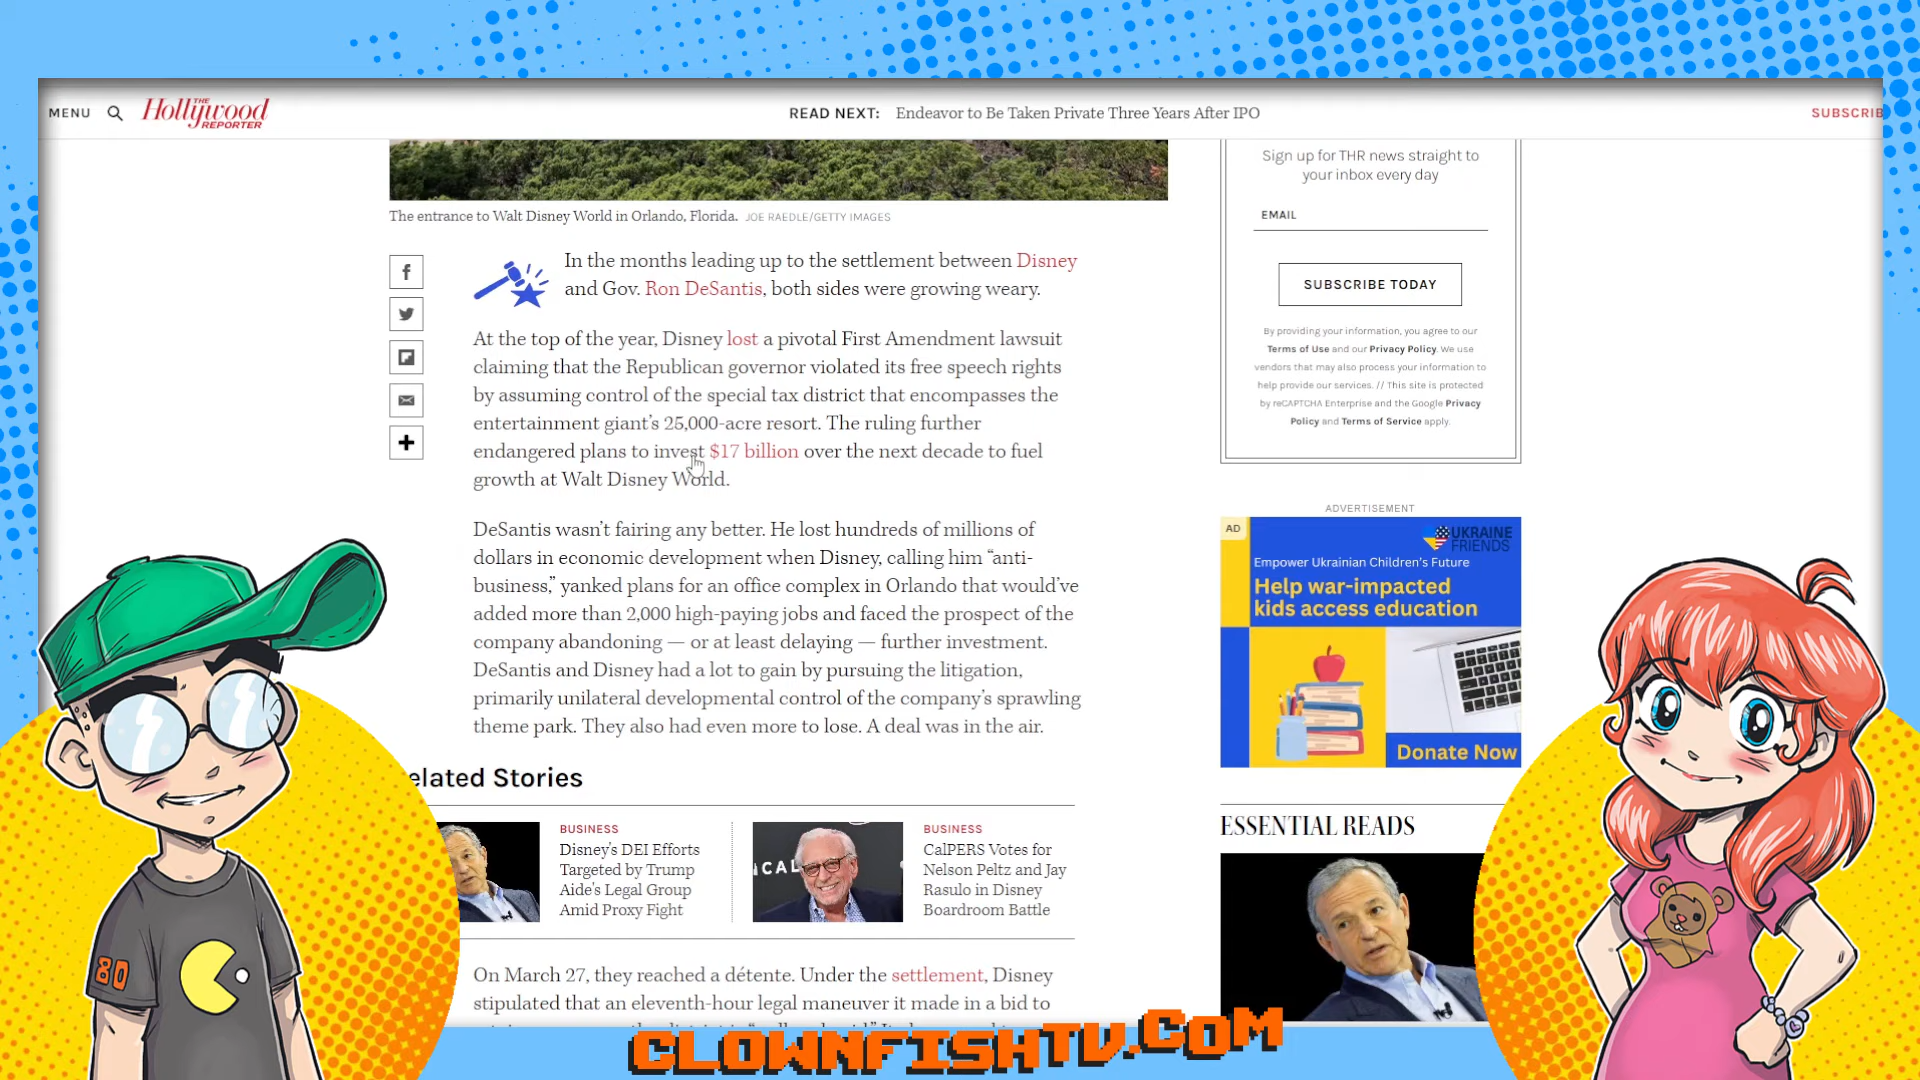 MENU
THE
Hollywood
REPORTER
READ NEXT: Endeavor to Be Taken Private Three Years After IPO
SUBSCRIB
The entrance to Walt Disney World in Orlando, Florida. JOE RAEDLE/GETTY IMAGES
In the months leading up to the settlement between Disney
and Gov. Ron DeSantis, both sides were growing weary.
At the top of the year, Disney lost a pivotal First Amendment lawsuit
claiming that the Republican governor violated its free speech rights
by assuming control of the special tax district that encompasses the
entertainment giant's 25,000-acre resort. The ruling further
endangered plans to invest $17 billion over the next decade to fuel
growth at Walt Disney World.
DeSantis wasn't fairing any better. He lost hundreds of millions of
dollars in economic development when Disney, calling him “anti-
business,” yanked plans for an office complex in Orlando that would've
added more than 2,000 high-paying jobs and faced the prospect of the
company abandoning — or at least delaying — further investment.
DeSantis and Disney had a lot to gain by pursuing the litigation,
primarily unilateral developmental control of the company's sprawling
theme park. They also had even more to lose. A deal was in the air.
elated Stories
BUSINESS
Disney's DEI Efforts
Targeted by Trump
Aide's Legal Group
Amid Proxy Fight
CAL
BUSINESS
CalPERS Votes for
Nelson Peltz and Jay
Rasulo in Disney
Boardroom Battle
On March 27, they reached a détente. Under the settlement, Disney
stipulated that an eleventh-hour legal maneuver it made in a bid to
Sign up for THR news straight to
your inbox every day
EMAIL
SUBSCRIBE TODAY
By providing your information, you agree to our
Terms of Use and our Privacy Policy. We use
vendors that may also process your information to
help provide our services. // This site is protected
by reCAPTCHA Enterprise and the Google Privacy
Policy and Terms of Service apply.
ADVERTISEMENT
AD
UKRAINE
FRIENDS
Empower Ukrainian Children's Future
Help war-impacted
kids access education
Donate Now
ESSENTIAL READS
80
CLOWNFISHTV.COM